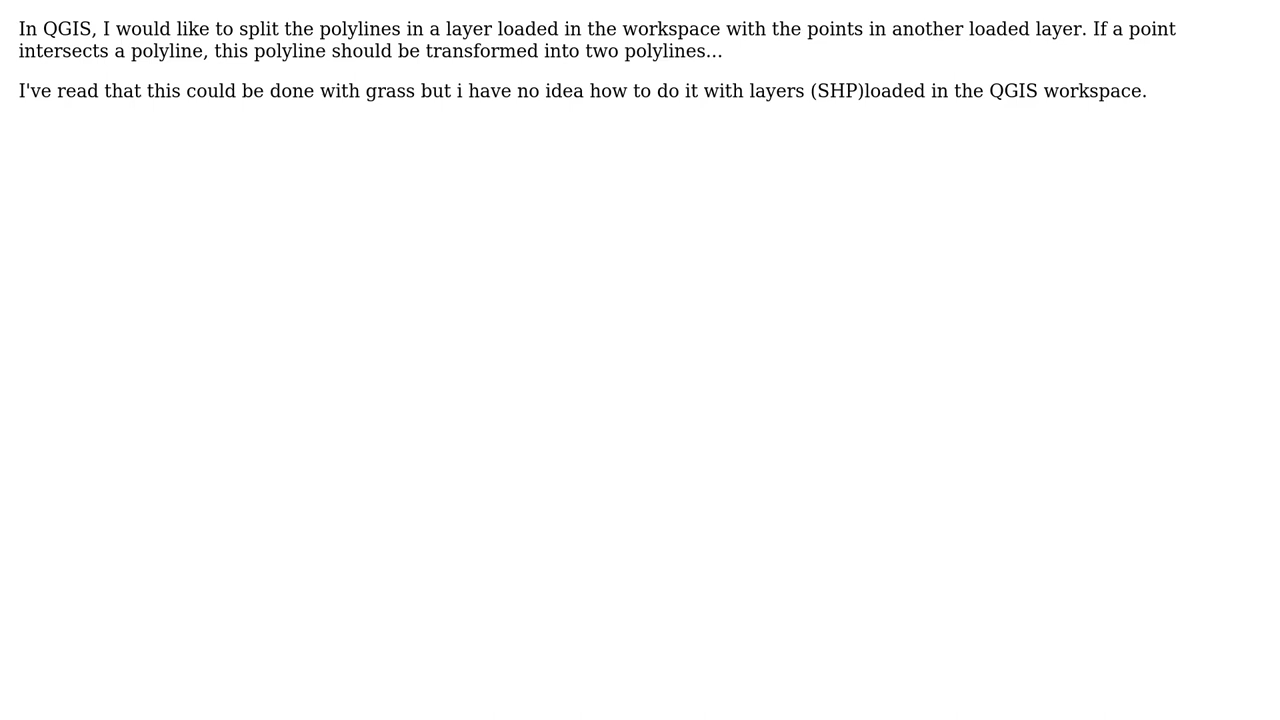 In QGIS, I would like to split the polylines in a layer loaded in the workspace with the points in another loaded layer. If a point
intersects a polyline, this polyline should be transformed into two polylines...
I've read that this could be done with grass but i have no idea how to do it with layers (SHP)loaded in the QGIS workspace.